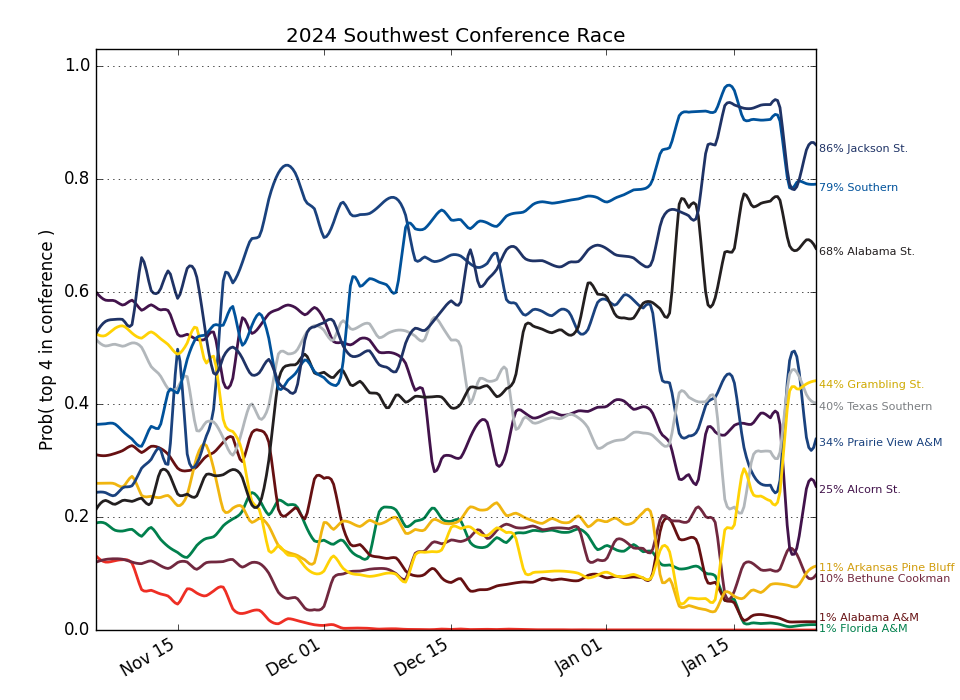 2024 Southwest Conference Race
Prob( top 4 in conference )
1.0
0.8
0.6
0.4
0.2
0.0
Nov 15
Dec 01
Dec 15
Jan 01
Jan 15
86% Jackson St.
79% Southern
68% Alabama St.
44% Grambling St.
40% Texas Southern
34% Prairie View A&M
25% Alcorn St.
11% Arkansas Pine Bluff
10% Bethune Cookman
1% Alabama A&M
1% Florida A&M